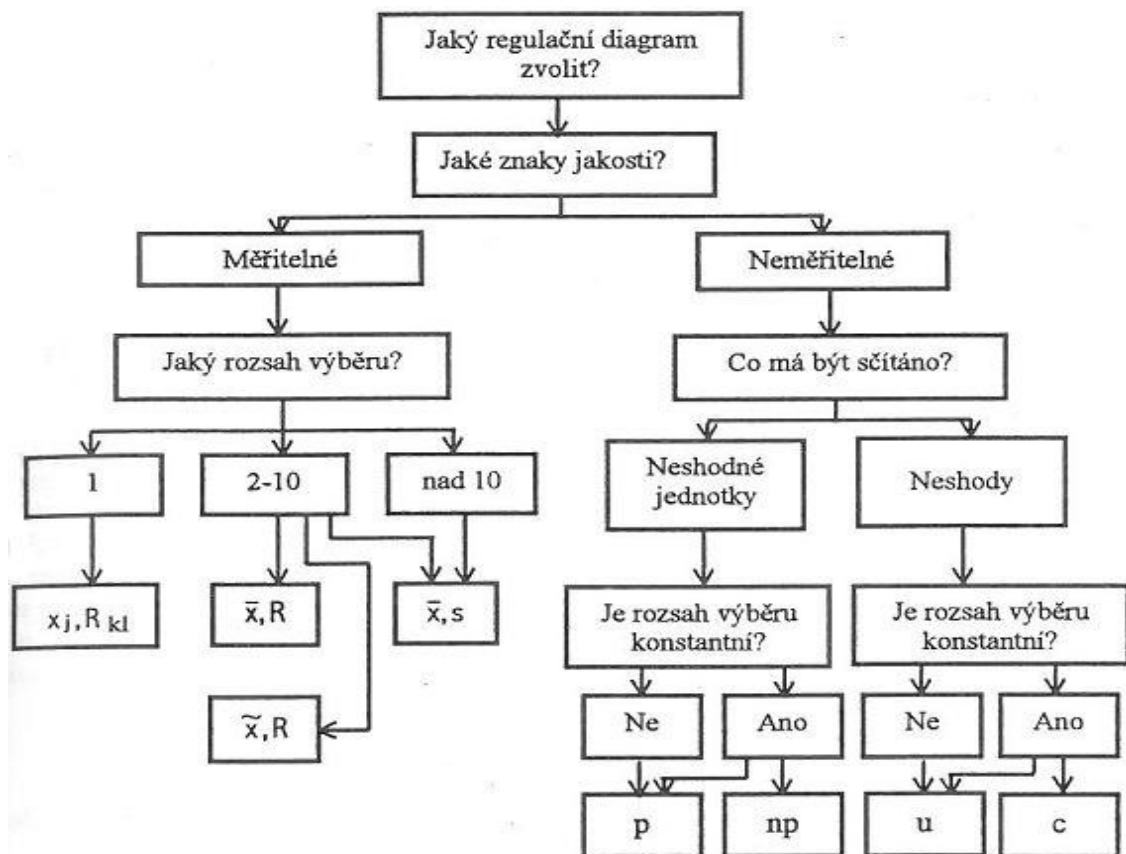 Jaký regulační diagram
zvolit?
Jaké znaky jakosti?
Měřitelné
Neměřitelné
Jaký rozsah výběru?
Co má být sčítáno?
1
2-10
nad 10
Neshodné
jednotky
Neshody
xj,R kl
x̄,R
x̄,s
Je rozsah výběru
konstantní?
Je rozsah výběru
konstantní?
x̃,R
Ne
Ano
Ne
Ano
p
np
u
c